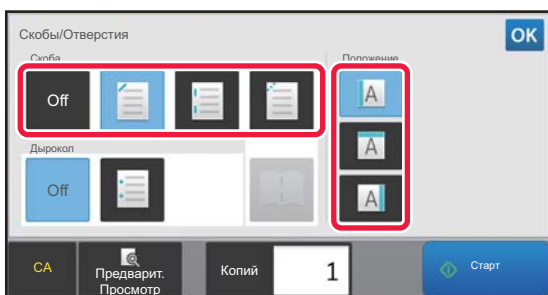 Скобы/Отверстия
OK
Скоба
Положение
Off
A
A
A
Дырокол
Off
CA
Предварит.
Просмотр
Копий
1
Старт